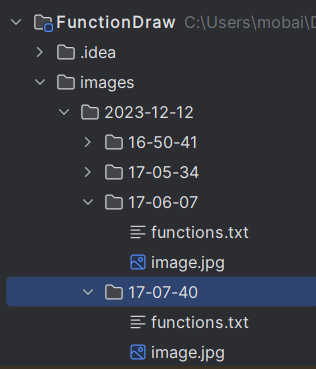 FunctionDraw C:\Users\mobai\
.idea
images
2023-12-12
16-50-41
17-05-34
17-06-07
functions.txt
image.jpg
17-07-40
functions.txt
image.jpg